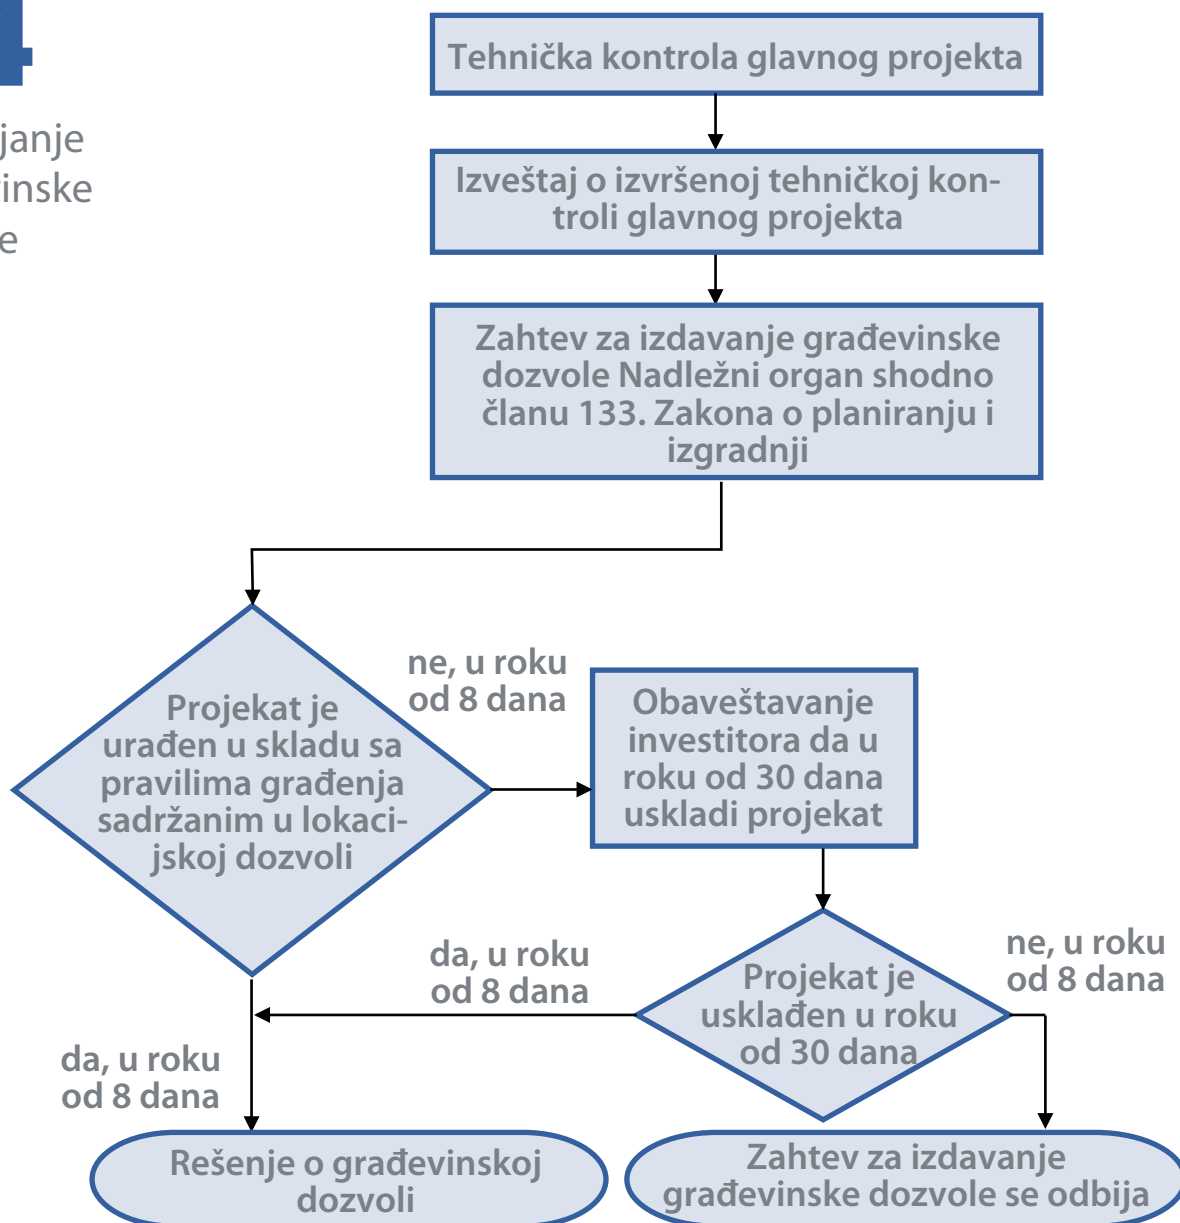 4
janje
inske
e
Tehnička kontrola glavnog projekta
Izveštaj o izvršenoj tehničkoj kon-
troli glavnog projekta
Zahtev za izdavanje građevinske
dozvole Nadležni organ shodno
članu 133. Zakona o planiranju i
izgradnji
Projekat je
urađen u skladu sa
pravilima građenja
sadržanim u lokaci-
jskoj dozvoli
ne, u roku
od 8 dana
Obaveštavanje
investitora da u
roku od 30 dana
uskladi projekat
da, u roku
od 8 dana
Projekat je
usklađen u roku
od 30 dana
ne, u roku
od 8 dana
da, u roku
od 8 dana
Rešenje o građevinskoj
dozvoli
Zahtev za izdavanje
građevinske dozvole se odbija